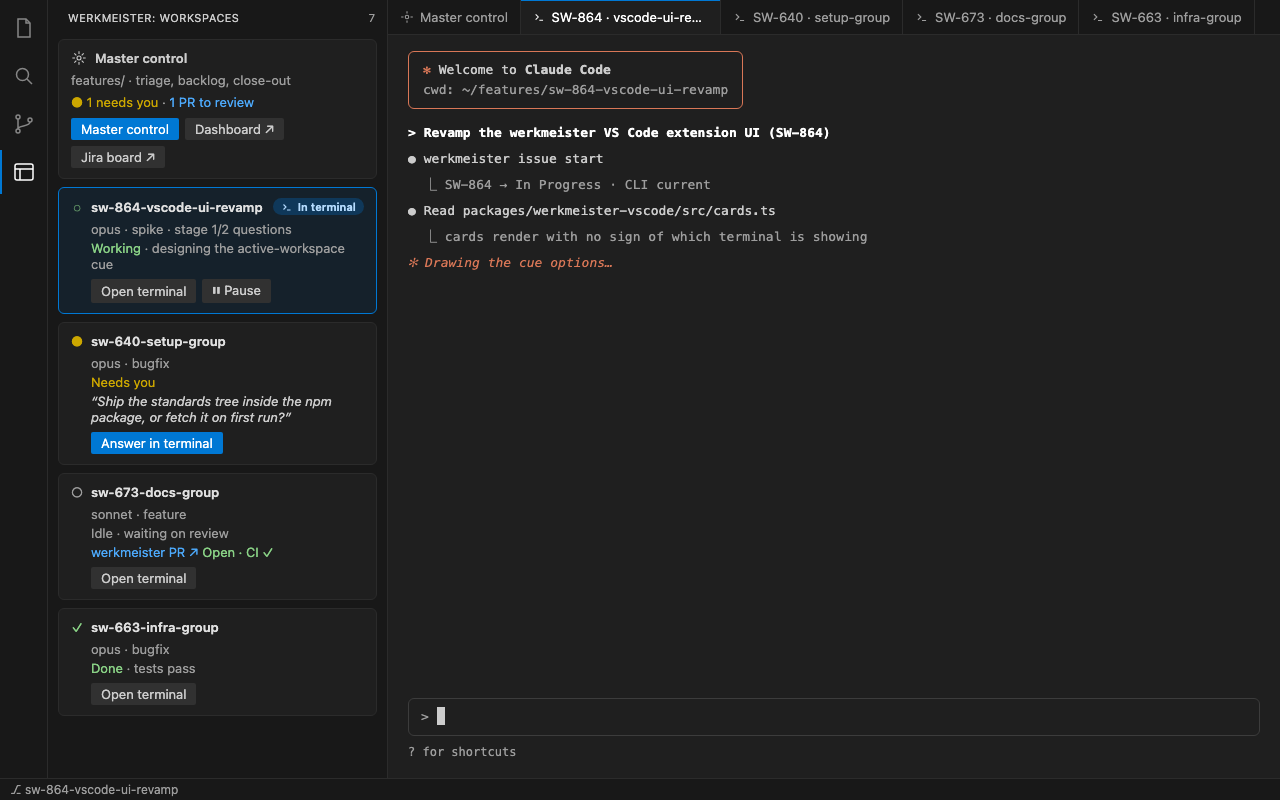 WERKMEISTER: WORKSPACES 7
Master control
features/ · triage, backlog, close-out
1 needs you · 1 PR to review
Master control
Dashboard ↗
Jira board ↗
sw-864-vscode-ui-revamp
In terminal
opus · spike · stage 1/2 questions
Working · designing the active-workspace
cue
Open terminal
Pause
sw-640-setup-group
opus · bugfix
Needs you
“Ship the standards tree inside the npm
package, or fetch it on first run?”
Answer in terminal
sw-673-docs-group
sonnet · feature
Idle · waiting on review
werkmeister PR ↗ Open · CI ✓
Open terminal
sw-663-infra-group
opus · bugfix
Done · tests pass
Open terminal
Master control
SW-864 · vscode-ui-re...
SW-640 · setup-group
SW-673 · docs-group
SW-663 · infra-group
✻ Welcome to Claude Code
cwd: ~/features/sw-864-vscode-ui-revamp
> Revamp the werkmeister VS Code extension UI (SW-864)
● werkmeister issue start
⎿ SW-864 → In Progress · CLI current
● Read packages/werkmeister-vscode/src/cards.ts
⎿ cards render with no sign of which terminal is showing
✻ Drawing the cue options…
>
? for shortcuts
sw-864-vscode-ui-revamp